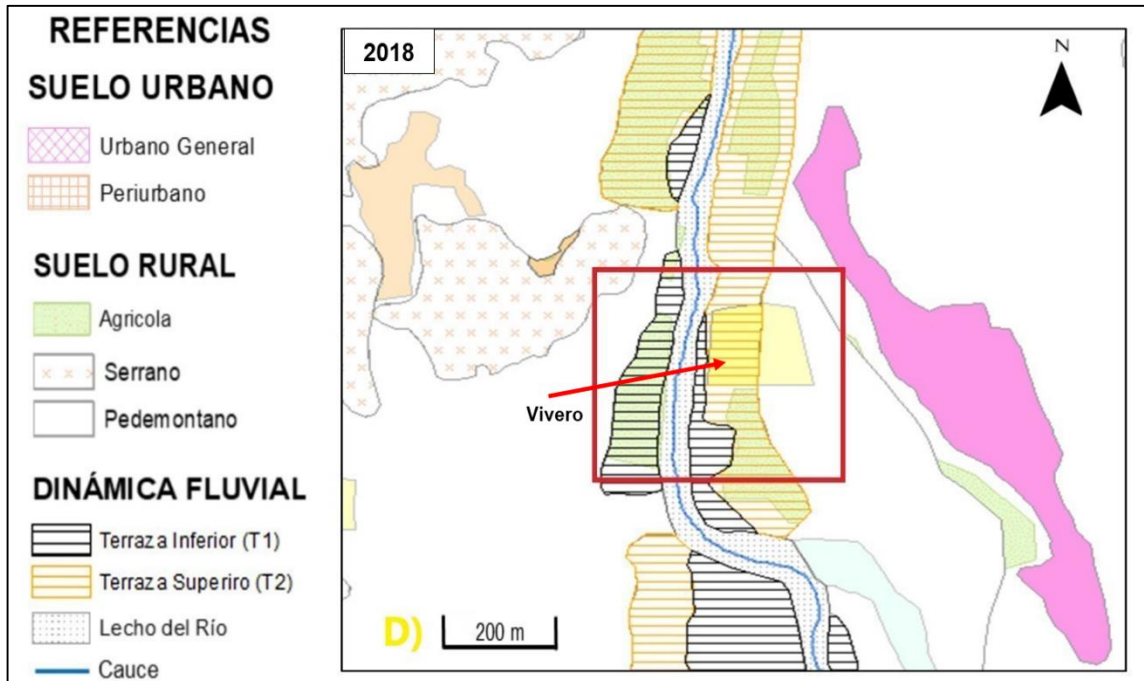 REFERENCIAS
SUELO URBANO
Urbano General
Periurbano
SUELO RURAL
Agricola
Serrano
Pedemontano
DINÁMICA FLUVIAL
Terraza Inferior (T1)
Terraza Superiro (T2)
Lecho del Río
Cauce
2018
N
Vivero
D)
200 m